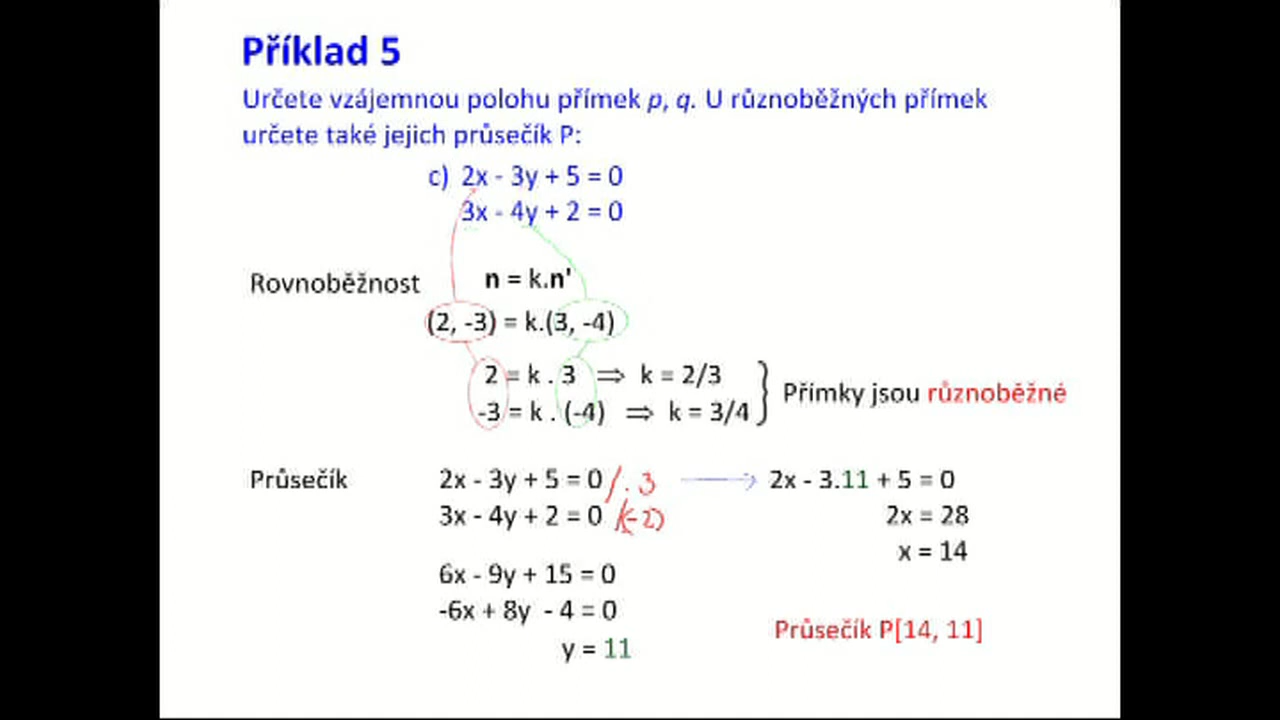 Příklad 5
Určete vzájemnou polohu přímek p, q. U různoběžných přímek
určete také jejich průsečík P:
c) 2x - 3y + 5 = 0
3x - 4y + 2 = 0
Rovnoběžnost n = k.n'
(2, -3) = k.(3, -4)
2 = k . 3 ⇒ k = 2/3
-3 = k . (-4) ⇒ k = 3/4
Přímky jsou různoběžné
Průsečík
2x - 3y + 5 = 0 /. 3
3x - 4y + 2 = 0 /(-2)
6x - 9y + 15 = 0
-6x + 8y - 4 = 0
y = 11
2x - 3.11 + 5 = 0
2x = 28
x = 14
Průsečík P[14, 11]